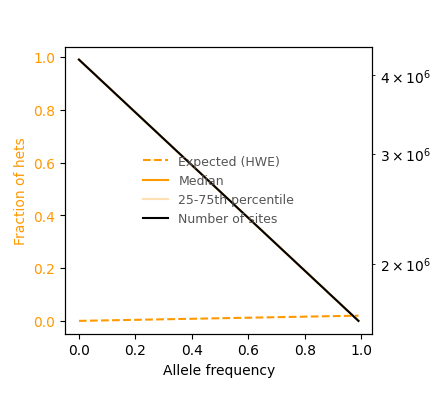 1.0
0.8
0.6
0.4
0.2
0.0
Fraction of hets
Expected (HWE)
Median
25-75th percentile
Number of sites
4 × 10⁶
3 × 10⁶
2 × 10⁶
0.0 0.2 0.4 0.6 0.8 1.0
Allele frequency